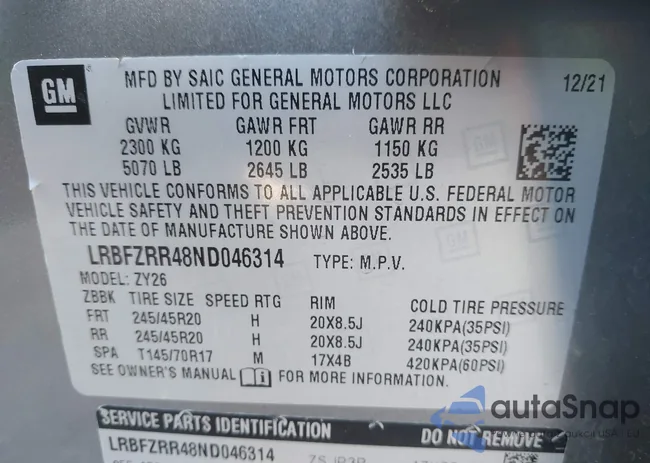 GM
MFD BY SAIC GENERAL MOTORS CORPORATION 12/21
LIMITED FOR GENERAL MOTORS LLC
GVWR GAWR FRT GAWR RR
2300 KG 1200 KG 1150 KG
5070 LB 2645 LB 2535 LB
THIS VEHICLE CONFORMS TO ALL APPLICABLE U.S. FEDERAL MOTOR
VEHICLE SAFETY AND THEFT PREVENTION STANDARDS IN EFFECT ON
THE DATE OF MANUFACTURE SHOWN ABOVE.
LRBFZRR48ND046314 TYPE: M.P.V.
MODEL: ZY26
ZBBK TIRE SIZE SPEED RTG RIM COLD TIRE PRESSURE
FRT 245/45R20 H 20X8.5J 240KPA(35PSI)
RR 245/45R20 H 20X8.5J 240KPA(35PSI)
SPA T145/70R17 M 17X4B 420KPA(60PSI)
SEE OWNER'S MANUAL FOR MORE INFORMATION.
autoSnap
SERVICE PARTS IDENTIFICATION DO NOT REMOVE
LRBFZRR48ND046314